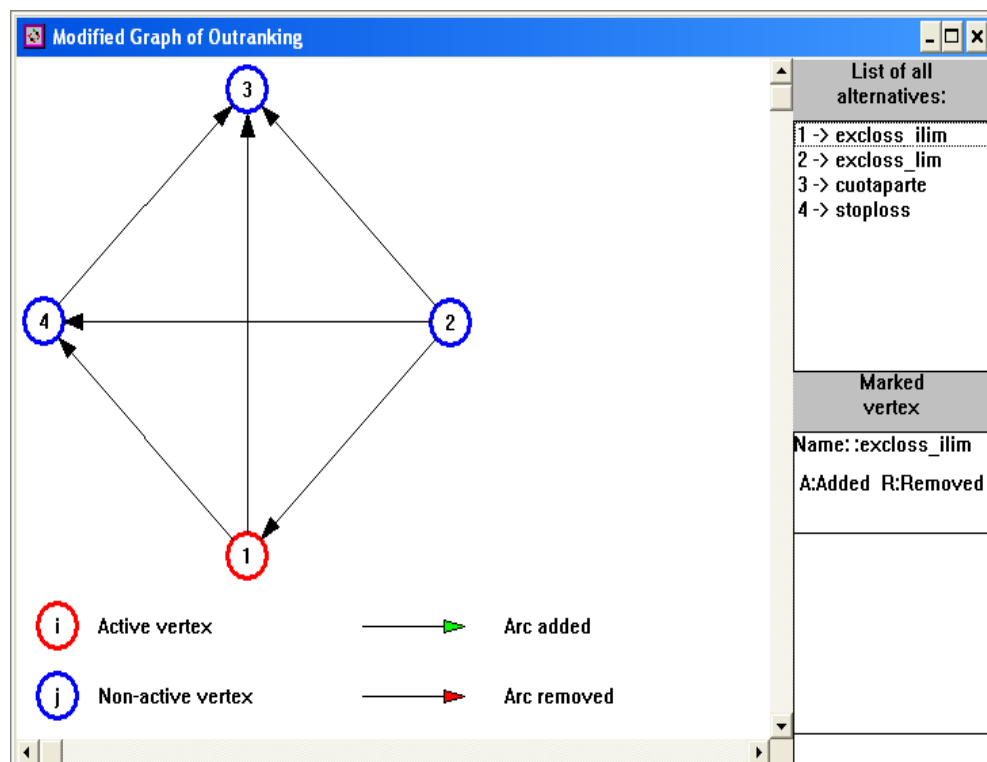 Modified Graph of Outranking
List of all
alternatives:
1 -> excloss_ilim
2 -> excloss_lim
3 -> cuotaparte
4 -> stoploss
3
4
2
1
Marked
vertex
Name::excloss_ilim
A:Added R:Removed
i Active vertex Arc added
j Non-active vertex Arc removed